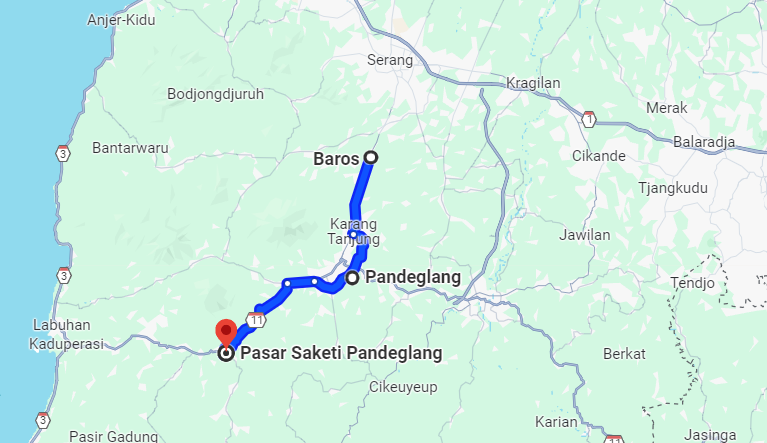 Anjer-Kidu
Serang
Kragilan
Bodjongdjuruh
Merak
1
Balaradja
Bantarwaru
3
Baros
Cikande
Tjangkudu
Karang
Tanjung
Jawilan
3
Pandeglang
Tendjo
Labuhan
Kaduperasi
11
Pasar Saketi Pandeglang
Berkat
Cikeuyeup
3
Karian
Pasir Gadung
11
Jasinga